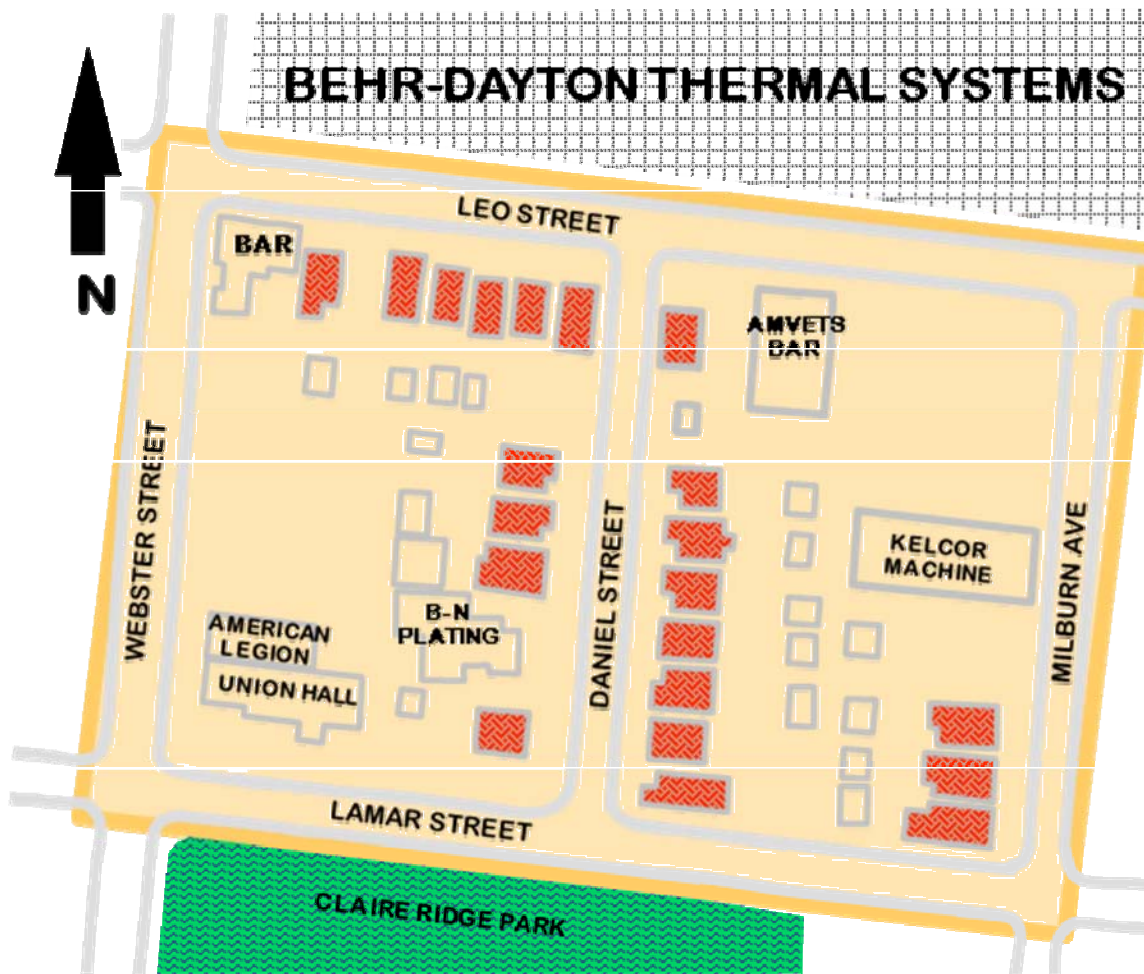 BEHR-DAYTON THERMAL SYSTEMS
LEO STREET
BAR
AMVETS
BAR
N
WEBSTER STREET
DANIEL STREET
MILBURN AVE
KELCOR
MACHINE
B-N
PLATING
AMERICAN
LEGION
UNION HALL
LAMAR STREET
CLAIRE RIDGE PARK